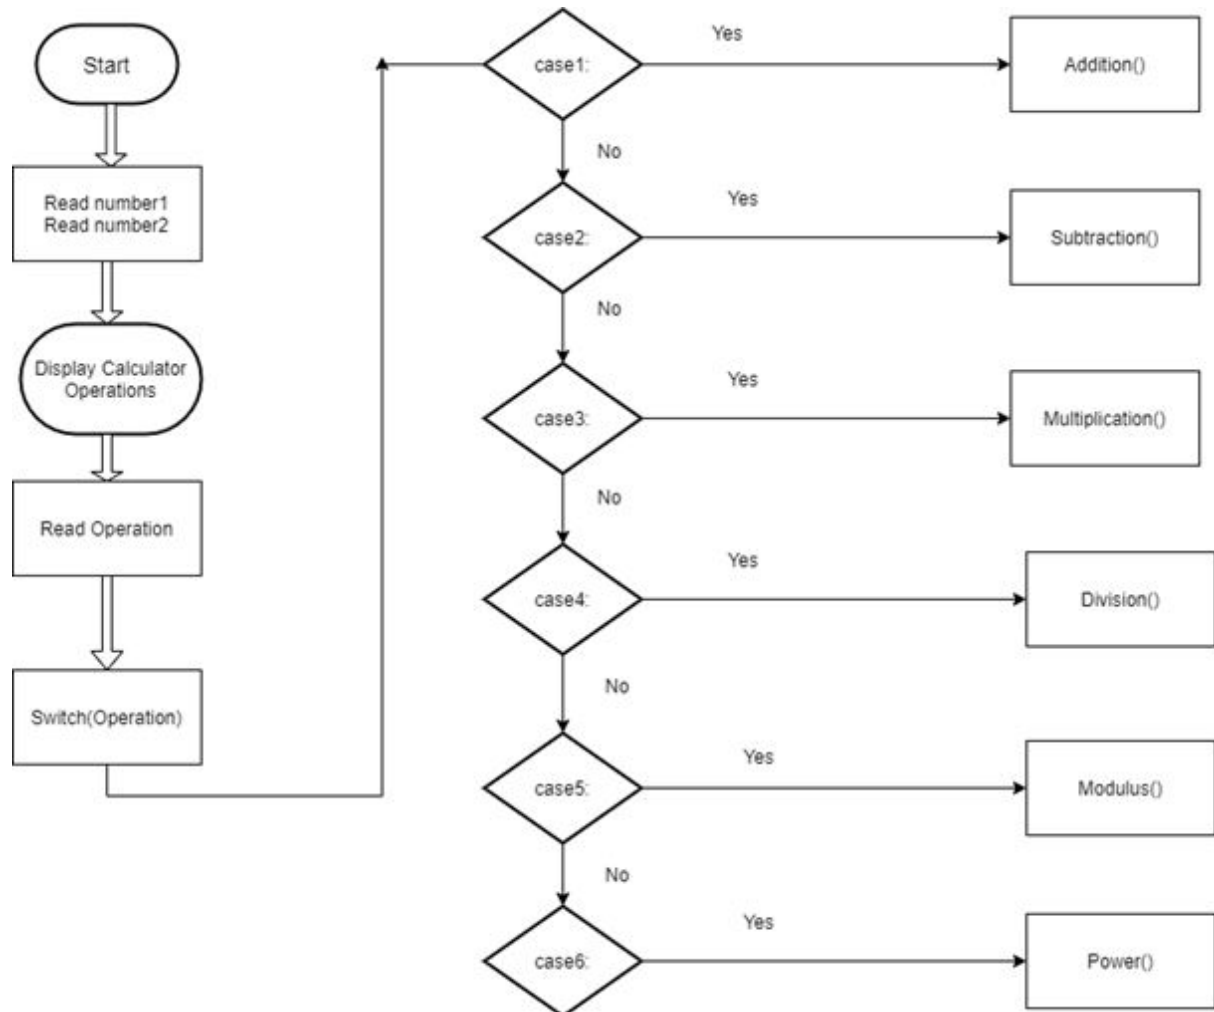 Start
Read number1
Read number2
Display Calculator
Operations
Read Operation
Switch(Operation)
case1:
Yes
Addition()
No
case2:
Yes
Subtraction()
No
case3:
Yes
Multiplication()
No
case4:
Yes
Division()
No
case5:
Yes
Modulus()
No
case6:
Yes
Power()